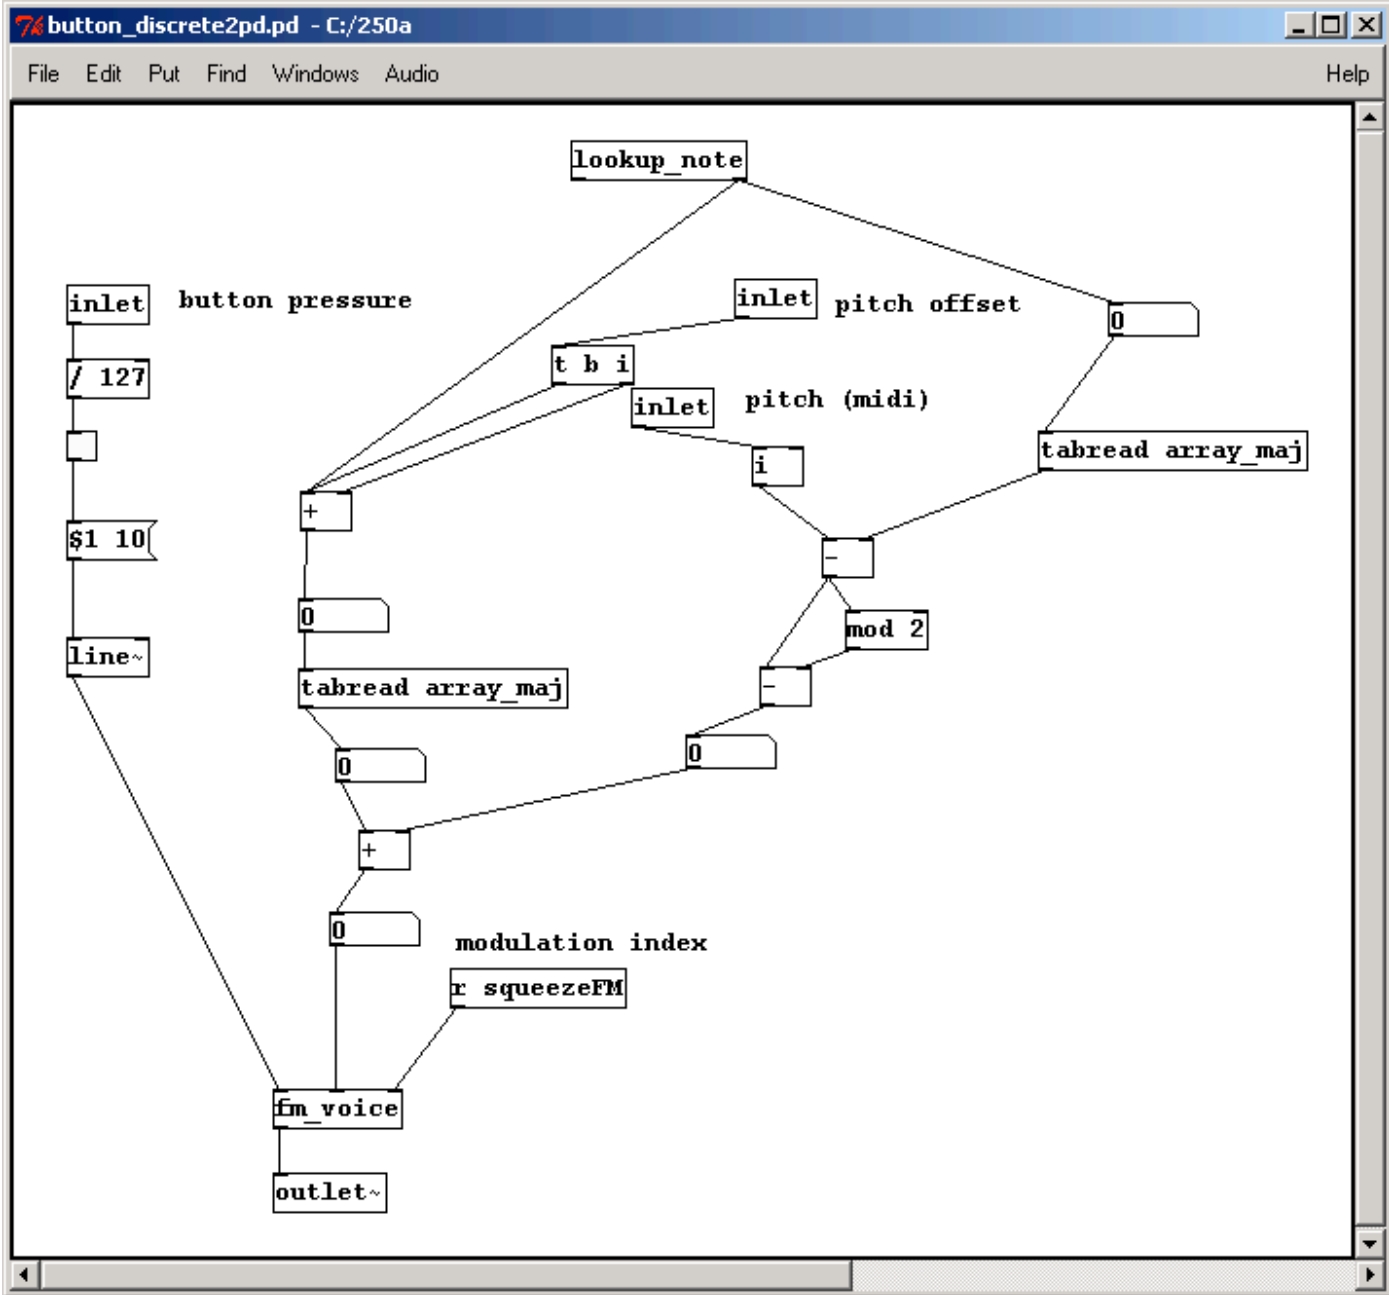 button_discrete2pd.pd - C:/250a
File Edit Put Find Windows Audio Help
lookup_note
inlet button pressure
inlet pitch offset
0
/ 127
t b i
inlet pitch (midi)
tabread array_maj
i
+
$1 10
-
0
mod 2
line~
tabread array_maj
-
0
0
+
0
modulation index
r squeezeFM
fm_voice
outlet~